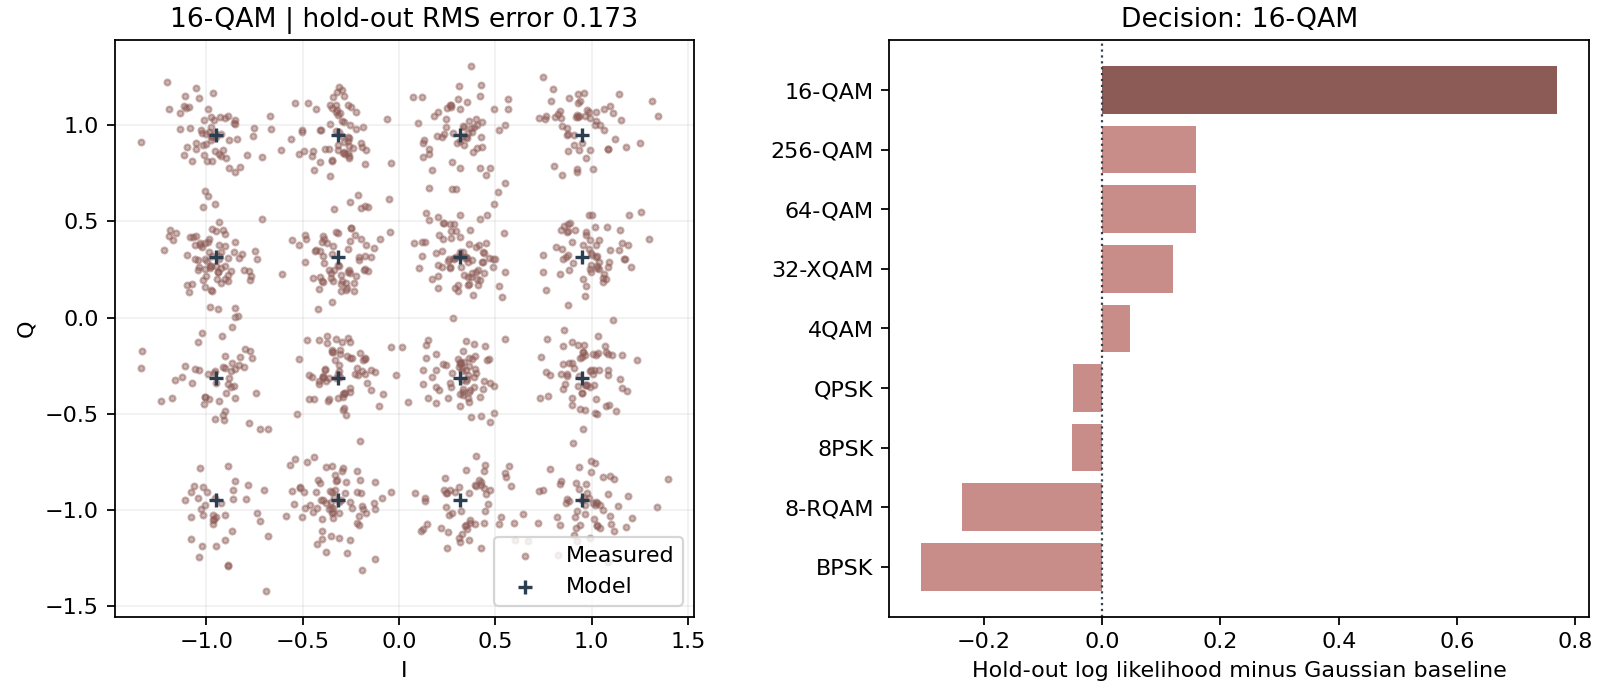 16-QAM | hold-out RMS error 0.173
1.0
0.5
0.0
−0.5
−1.0
−1.5
Q
−1.0
−0.5
0.0
0.5
1.0
1.5
I
Measured
Model
Decision: 16-QAM
16-QAM
256-QAM
64-QAM
32-XQAM
4QAM
QPSK
8PSK
8-RQAM
BPSK
−0.2
0.0
0.2
0.4
0.6
0.8
Hold-out log likelihood minus Gaussian baseline